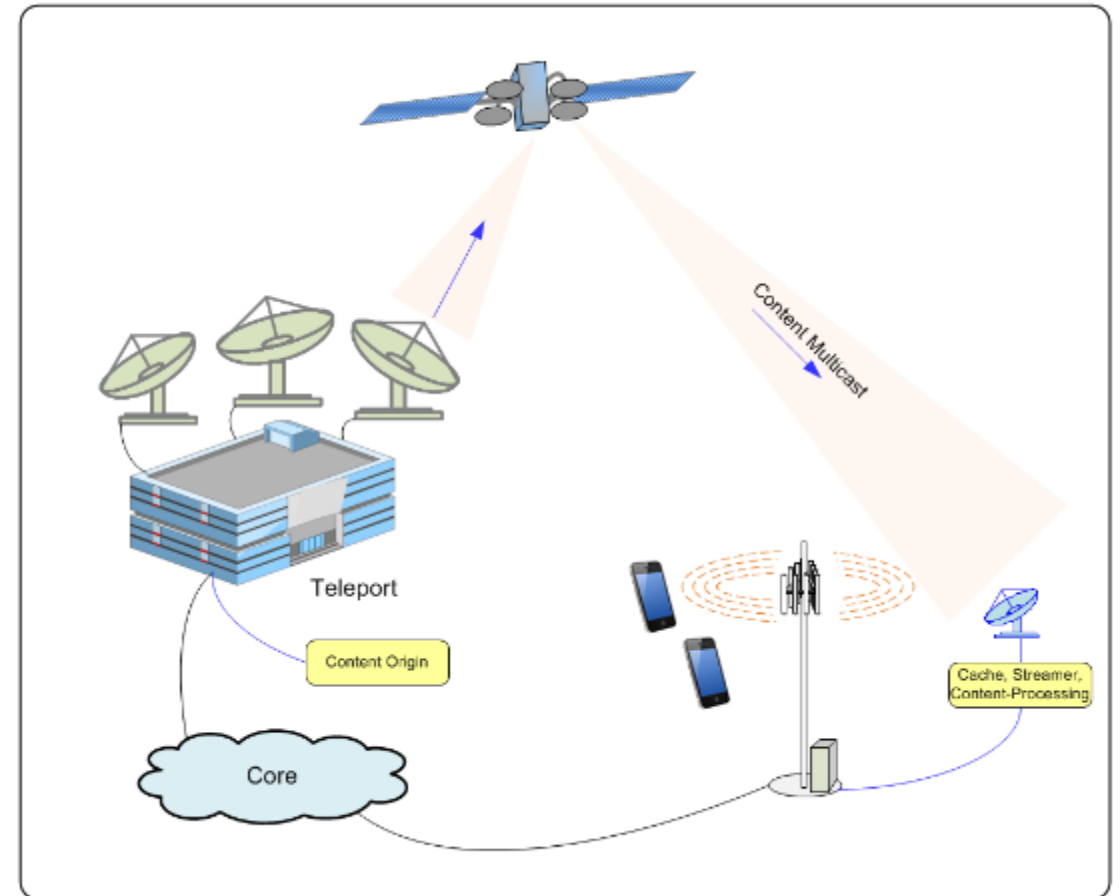 Content Multicast
Teleport
Content Origin
Cache, Streamer,
Content-Processing
Core